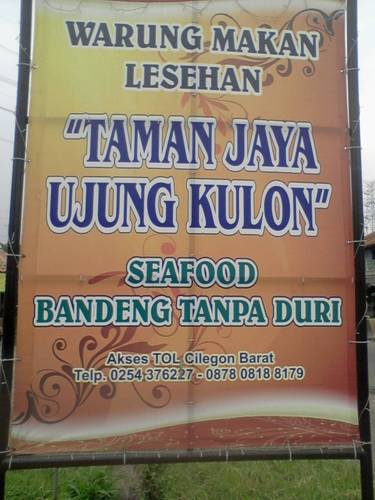 WARUNG MAKAN
LESEHAN
"TAMAN JAYA
UJUNG KULON"
SEAFOOD
BANDENG TANPA DURI
Akses TOL Cilegon Barat
Telp. 0254 376227 - 0878 0818 8179